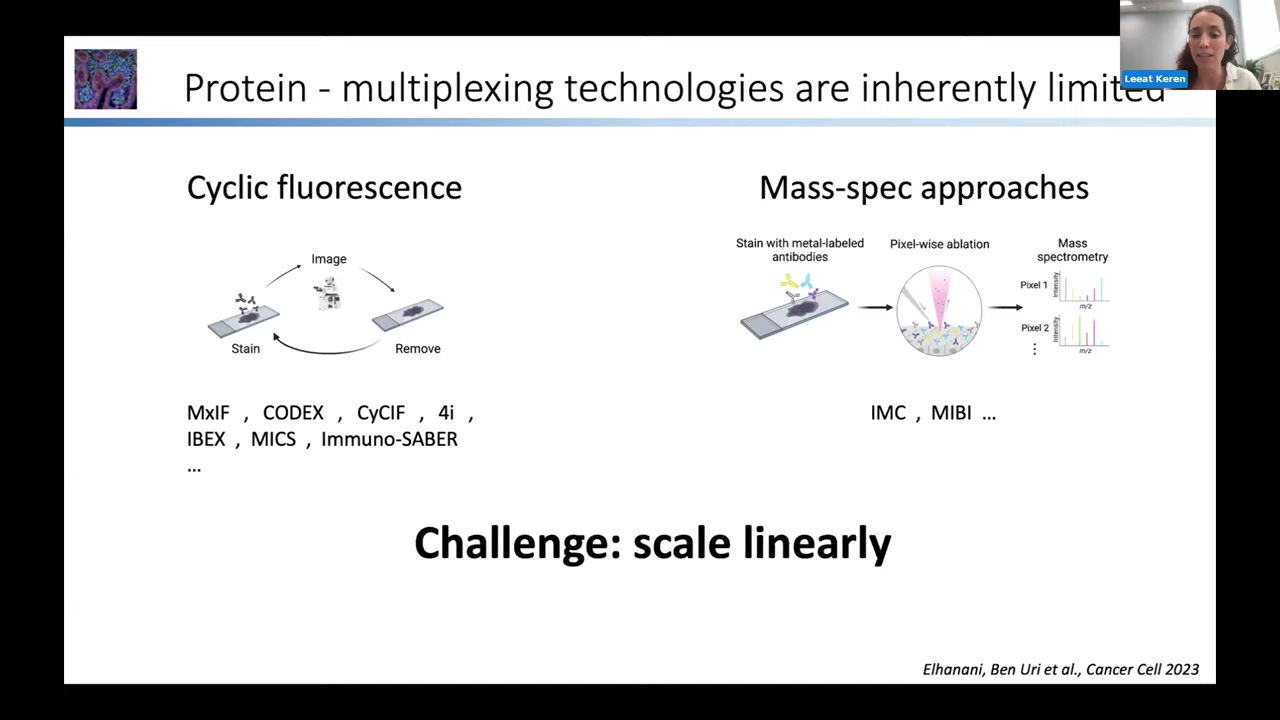 Leeat Keren
Protein - multiplexing technologies are inherently limited
Cyclic fluorescence
Image
Stain
Remove
MxIF , CODEX , CyCIF , 4i ,
IBEX , MICS , Immuno-SABER
...
Mass-spec approaches
Stain with metal-labeled
antibodies
Pixel-wise ablation
Mass
spectrometry
Pixel 1
Intensity
m/z
Pixel 2
Intensity
m/z
⋮
IMC , MIBI ...
Challenge: scale linearly
Elhanani, Ben Uri et al., Cancer Cell 2023